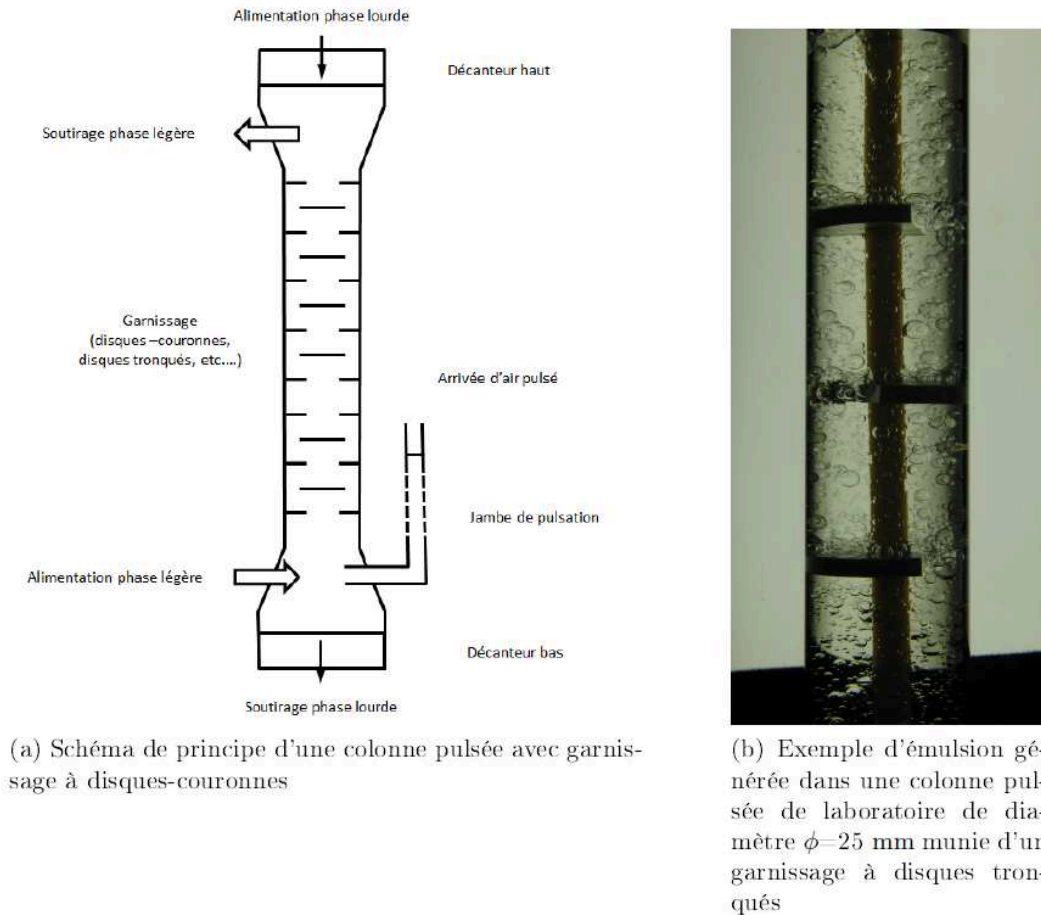 Alimentation phase lourde
Décanteur haut
Soutirage phase légère
Garnissage
(disques –couronnes,
disques tronqués, etc....)
Arrivée d'air pulsé
Jambe de pulsation
Alimentation phase légère
Décanteur bas
Soutirage phase lourde
(a) Schéma de principe d'une colonne pulsée avec garnis-
sage à disques-couronnes
(b) Exemple d'émulsion gé-
nérée dans une colonne pul-
sée de laboratoire de dia-
mètre ϕ=25 mm munie d'un
garnissage à disques tron-
qués